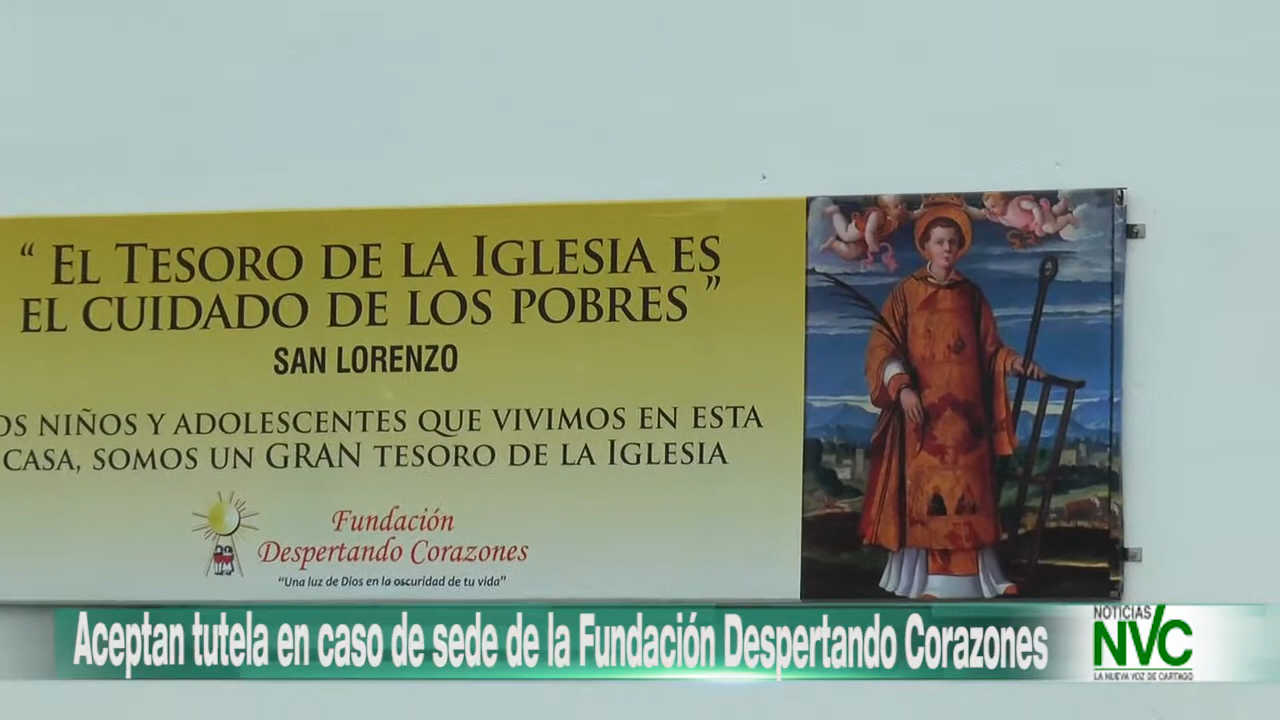 “ EL TESORO DE LA IGLESIA ES
EL CUIDADO DE LOS POBRES ”
SAN LORENZO
OS NIÑOS Y ADOLESCENTES QUE VIVIMOS EN ESTA
CASA, SOMOS UN GRAN TESORO DE LA IGLESIA
Fundación
Despertando Corazones
“Una luz de Dios en la oscuridad de tu vida”
Aceptan tutela en caso de sede de la Fundación Despertando Corazones
NOTICIAS
NVC
LA NUEVA VOZ DE CARTAGO